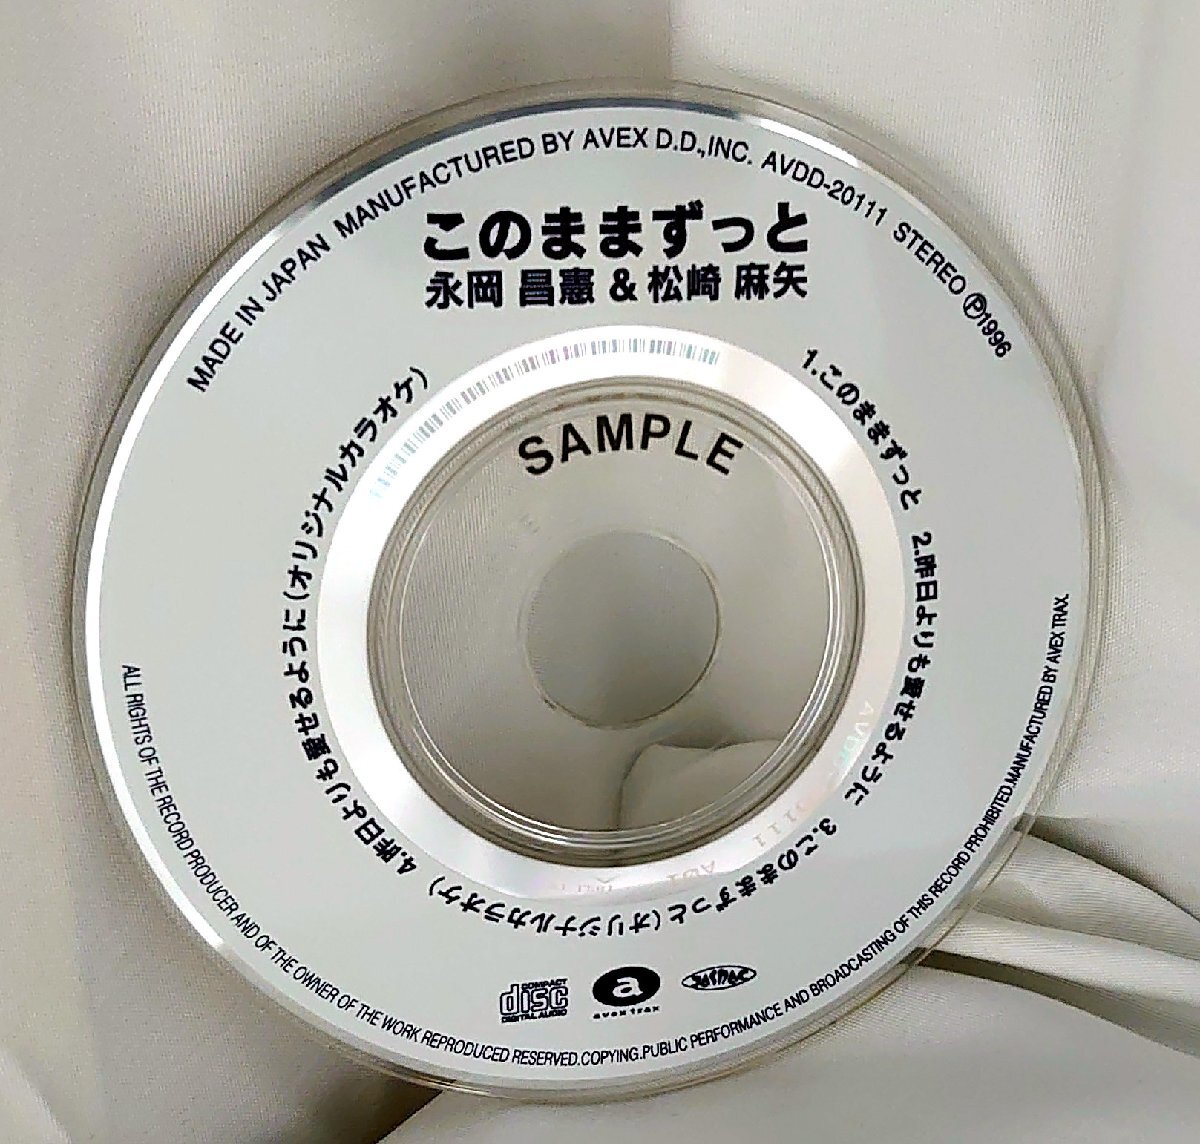 MADE IN JAPAN MANUFACTURED BY AVEX D.D.,INC. AVDD-20111 STEREO Ⓟ1996
このままずっと
永岡 昌憲 & 松崎 麻矢
SAMPLE
1.このままずっと 2.昨日よりも愛せるように 3.このままずっと(オリジナルカラオケ) 4.昨日よりも愛せるように(オリジナルカラオケ)
COMPACT
disc
DIGITAL AUDIO
a
avex trax
ALL RIGHTS OF THE RECORD PRODUCER AND OF THE OWNER OF THE WORK REPRODUCED RESERVED.COPYING.PUBLIC PERFORMANCE AND BROADCASTING OF THIS RECORD PROHIBITED.MANUFACTURED BY AVEX TRAX.